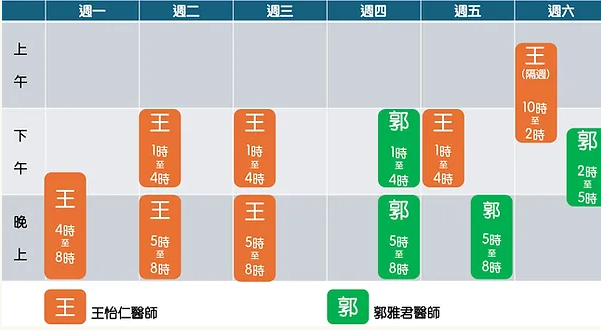 週一 週二 週三 週四 週五 週六
上午
王
(隔週)
10時
至
2時
下午
王
1時
至
4時
王
1時
至
4時
郭
1時
至
4時
王
1時
至
4時
郭
2時
至
5時
晚上
王
4時
至
8時
王
5時
至
8時
王
5時
至
8時
郭
5時
至
8時
郭
5時
至
8時
王 王怡仁醫師
郭 郭雅君醫師